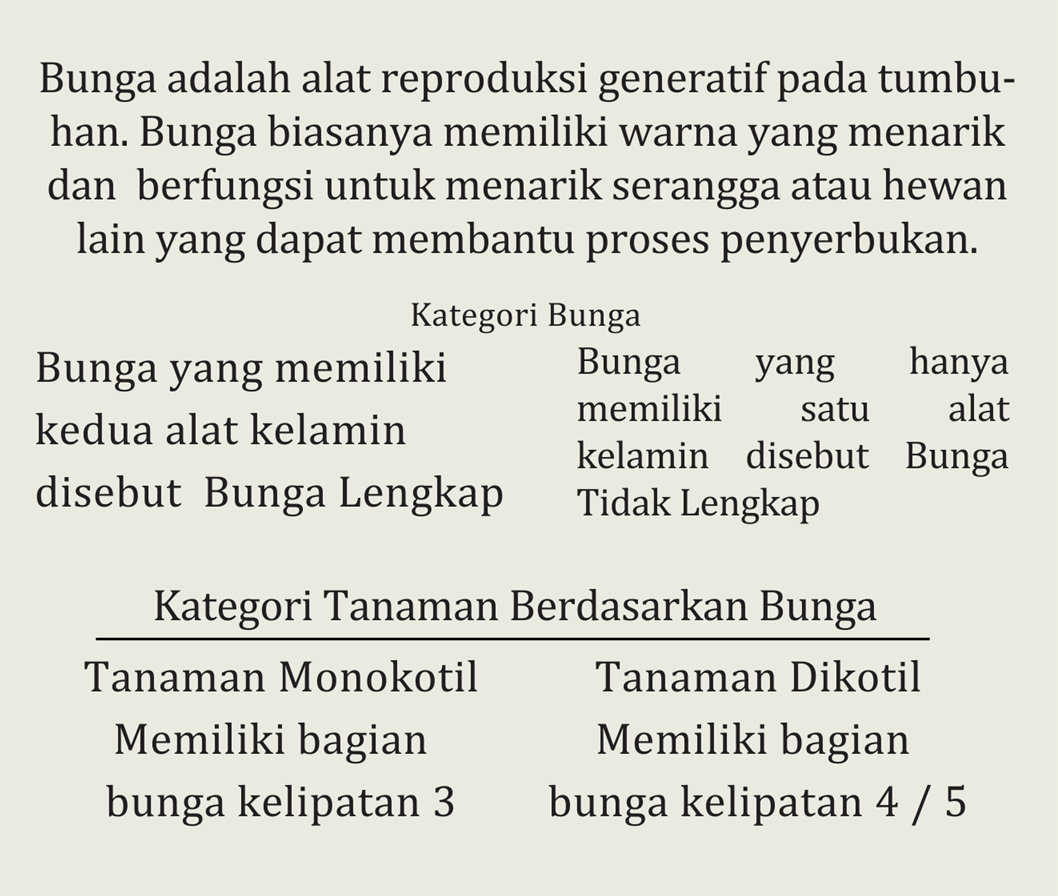 Bunga adalah alat reproduksi generatif pada tumbu-
han. Bunga biasanya memiliki warna yang menarik
dan berfungsi untuk menarik serangga atau hewan
lain yang dapat membantu proses penyerbukan.
Kategori Bunga
Bunga yang memiliki
kedua alat kelamin
disebut Bunga Lengkap
Bunga yang hanya
memiliki satu alat
kelamin disebut Bunga
Tidak Lengkap
Kategori Tanaman Berdasarkan Bunga
Tanaman Monokotil
Memiliki bagian
bunga kelipatan 3
Tanaman Dikotil
Memiliki bagian
bunga kelipatan 4 / 5